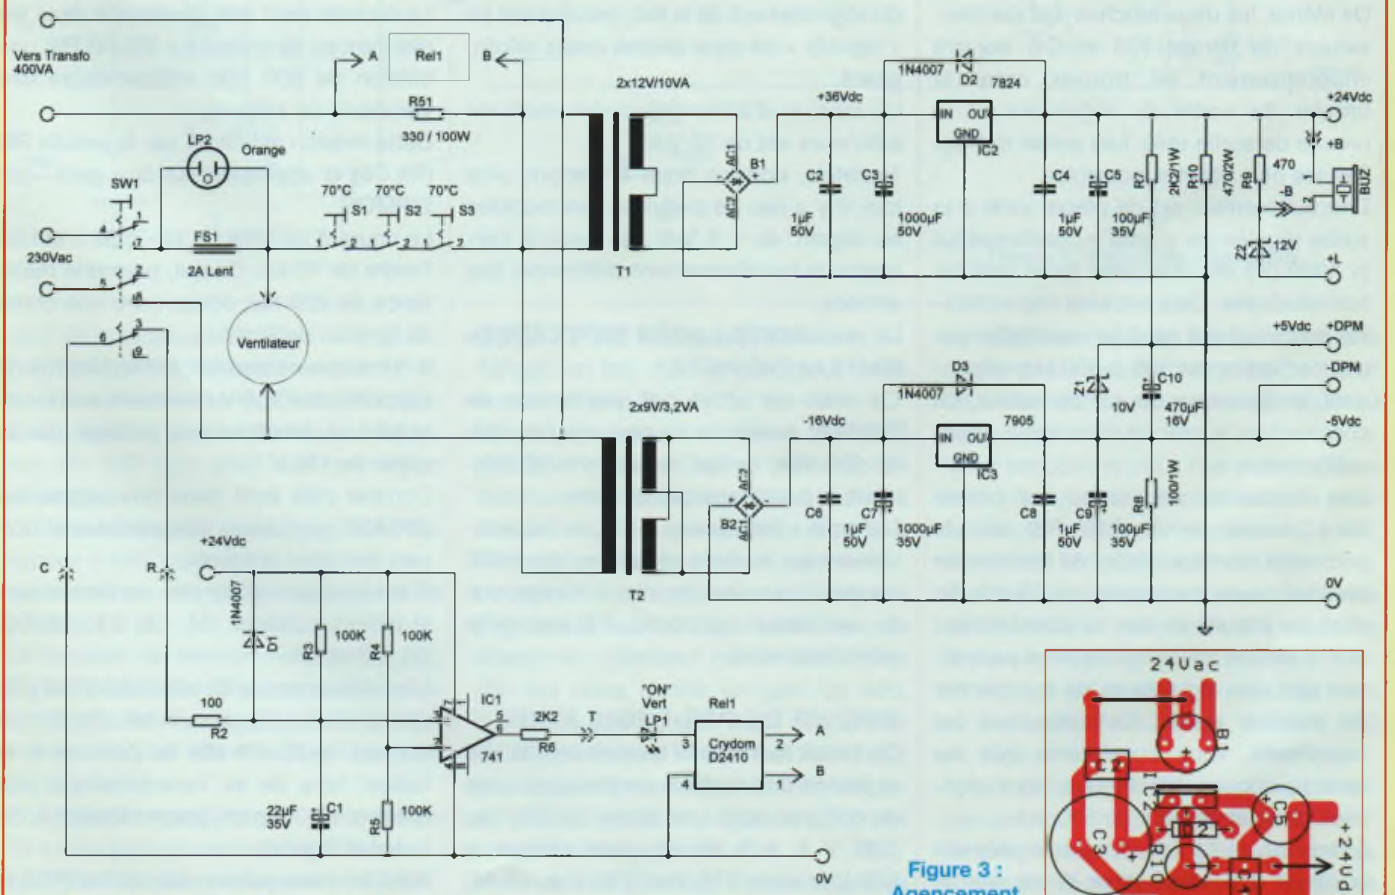 Vers Transfo
400VA
A
Rel1
B
R51
330 / 100W
LP2
Orange
SW1
230Vac
FS1
2A Lent
70°C
70°C
70°C
S1
S2
S3
Ventilateur
2x12V/10VA
T1
B1
+36Vdc
1N4007
D2
7824
IN
OUT
GND
IC2
C2
1µF
50V
C3
1000µF
50V
C4
1µF
50V
C5
100µF
35V
R7
2K2/1W
R10
470/2W
R9
470
+24Vdc
+B
-B
BUZ
Z1
12V
+L
+5Vdc
+DPM
-DPM
-5Vdc
2x9V/3,2VA
T2
B2
-16Vdc
1N4007
D3
7905
IN
OUT
GND
IC3
C6
1µF
50V
C7
1000µF
35V
C8
1µF
50V
C9
100µF
35V
10V
C10
470µF
16V
R8
100/1W
0V
C
R
+24Vdc
1N4007
D1
R3
100K
R4
100K
100
R2
22µF
35V
C1
R5
100K
IC1
741
2K2
R6
T
"ON"
Vert
LP1
Rel1
Crydom
D2410
3
4
2
1
A
B
0V
24Vac
B1
C3
C5
R10
+24Vd
Figure 3 :
Agencement